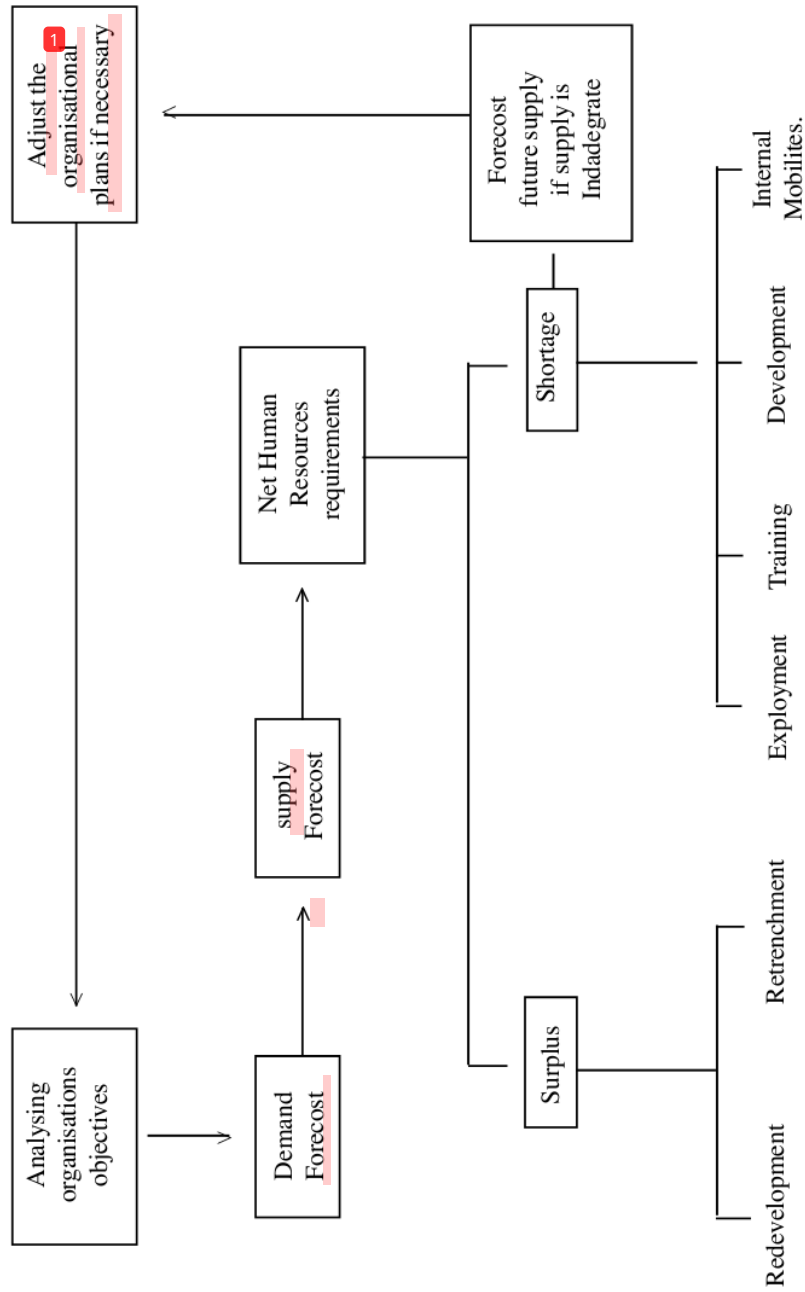 Analysing
organisations
objectives
Adjust the
organisational
plans if necessary
1
Demand
Forecost
supply
Forecost
Net Human
Resources
requirements
Surplus
Shortage
Forecost
future supply
if supply is
Indadegrate
Redevelopment
Retrenchment
Exployment
Training
Development
Internal
Mobilites.